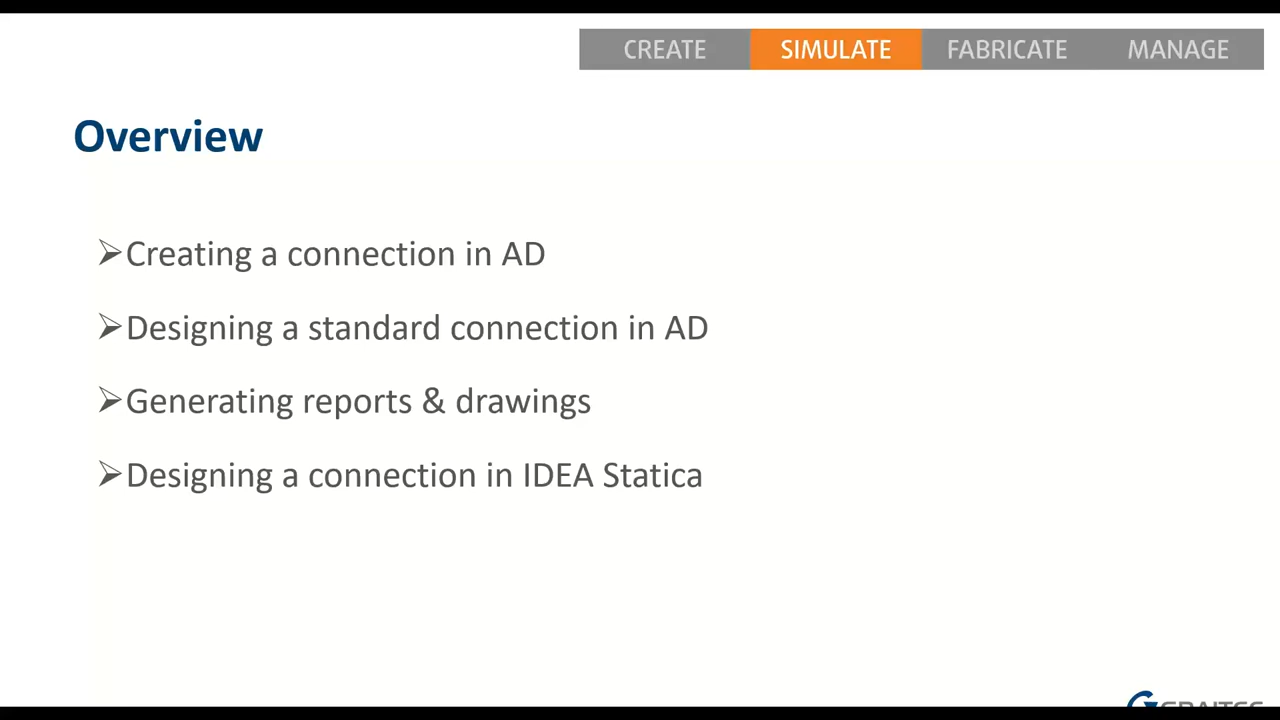 CREATE SIMULATE FABRICATE MANAGE
Overview
Creating a connection in AD
Designing a standard connection in AD
Generating reports & drawings
Designing a connection in IDEA Statica